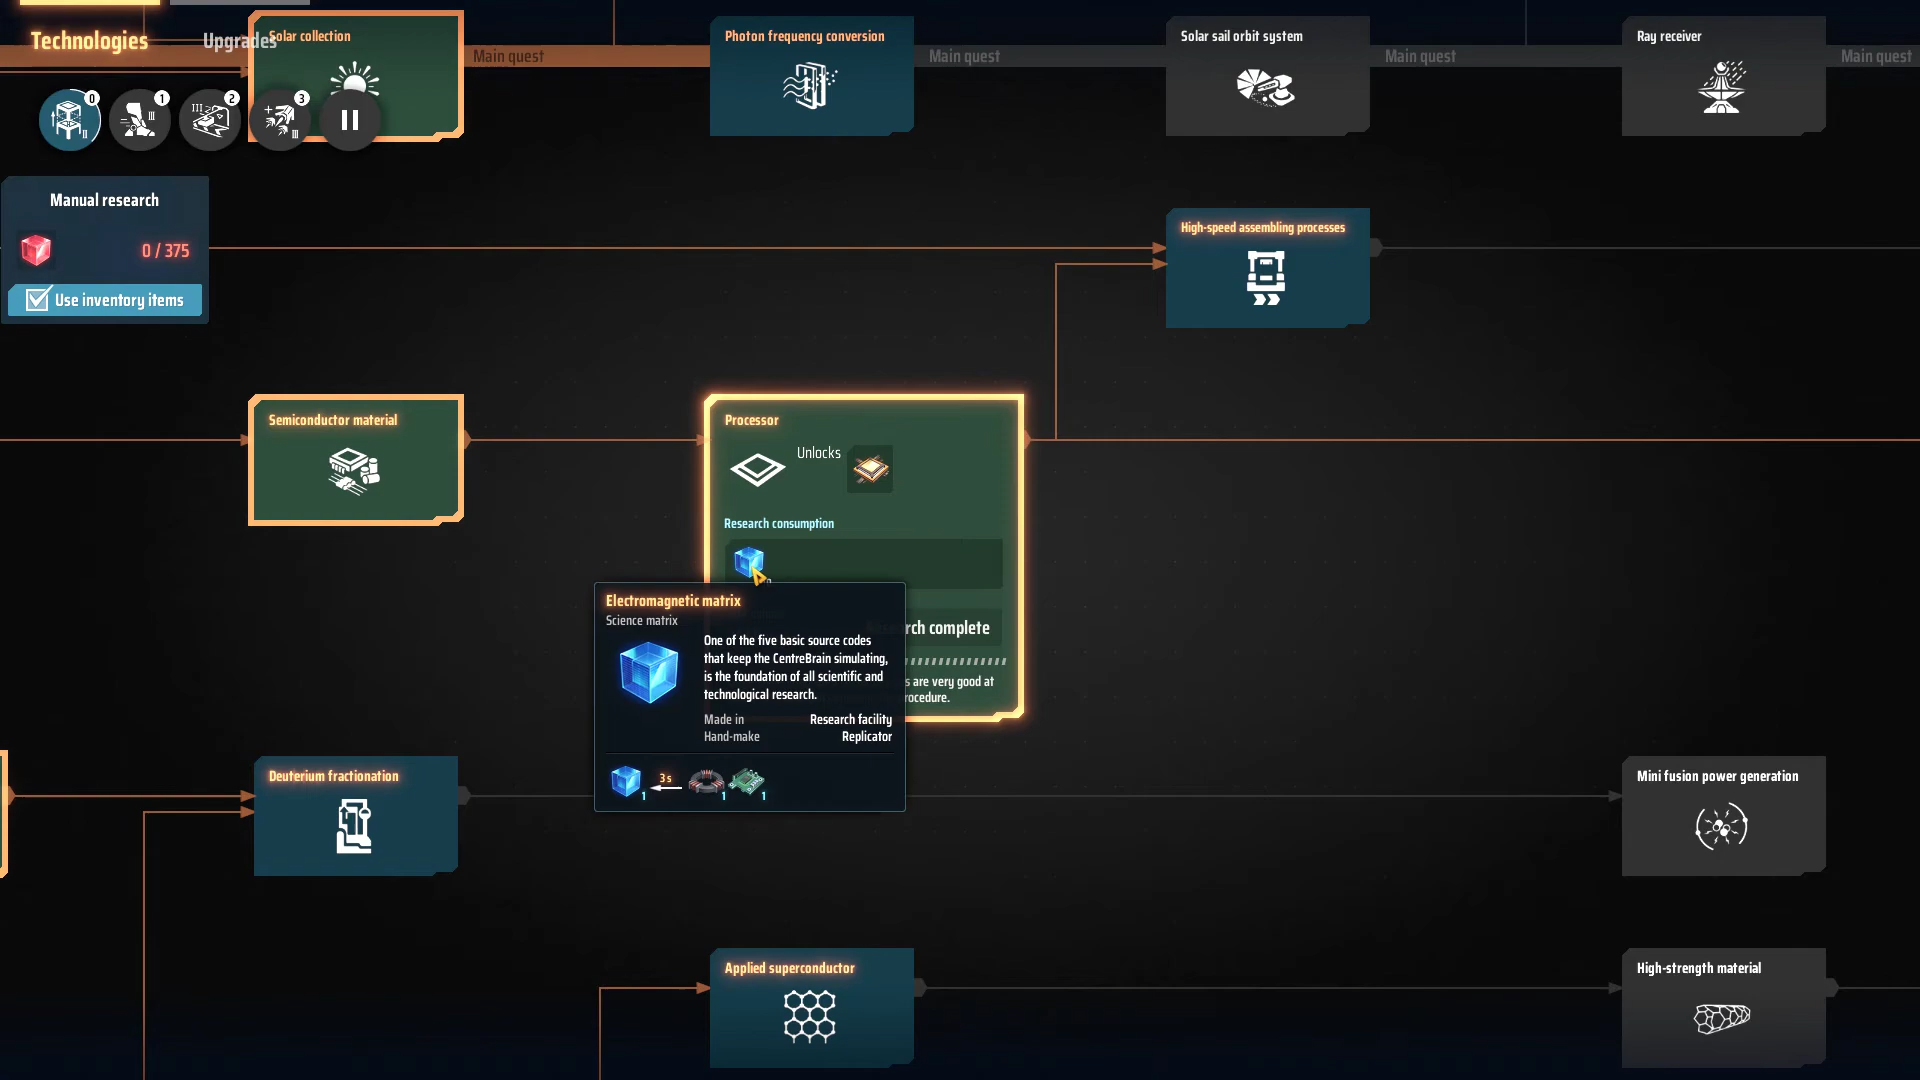 Technologies
Upgrades
Solar collection
Main quest
Photon frequency conversion
Main quest
Solar sail orbit system
Main quest
Ray receiver
Main quest
0
1
2
3
II
III
III
III
Manual research
0 / 375
Use inventory items
High-speed assembling processes
Semiconductor material
Processor
Unlocks
Research consumption
rch complete
s are very good at
rocedure.
Electromagnetic matrix
Science matrix
One of the five basic source codes
that keep the CentreBrain simulating,
is the foundation of all scientific and
technological research.
Made in Research facility
Hand-make Replicator
1 3s 1 1
Deuterium fractionation
Mini fusion power generation
Applied superconductor
High-strength material